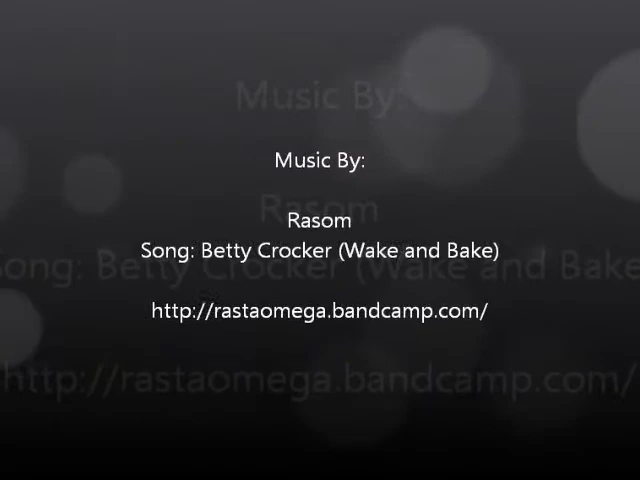 Music By:
Rasom
Song: Betty Crocker (Wake and Bake)
http://rastaomega.bandcamp.com/